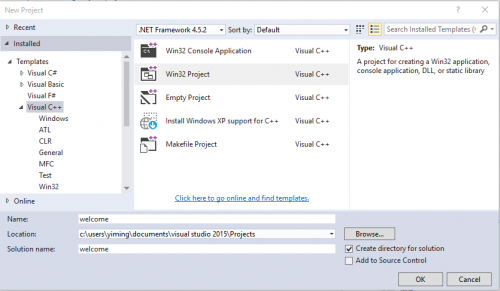 New Project
Recent
.NET Framework 4.5.2
Sort by: Default
Search Installed Templates (
Installed
Templates
Visual C#
Visual Basic
Visual F#
Visual C++
Windows
ATL
CLR
General
MFC
Test
Win32
Online
Win32 Console Application Visual C++
Win32 Project Visual C++
Empty Project Visual C++
Install Windows XP support for C++ Visual C++
Makefile Project Visual C++
Click here to go online and find templates.
Type: Visual C++
A project for creating a Win32 application,
console application, DLL, or static library
Name: welcome
Location: c:\users\yiming\documents\visual studio 2015\Projects
Browse...
Solution name: welcome
Create directory for solution
Add to Source Control
OK Cancel